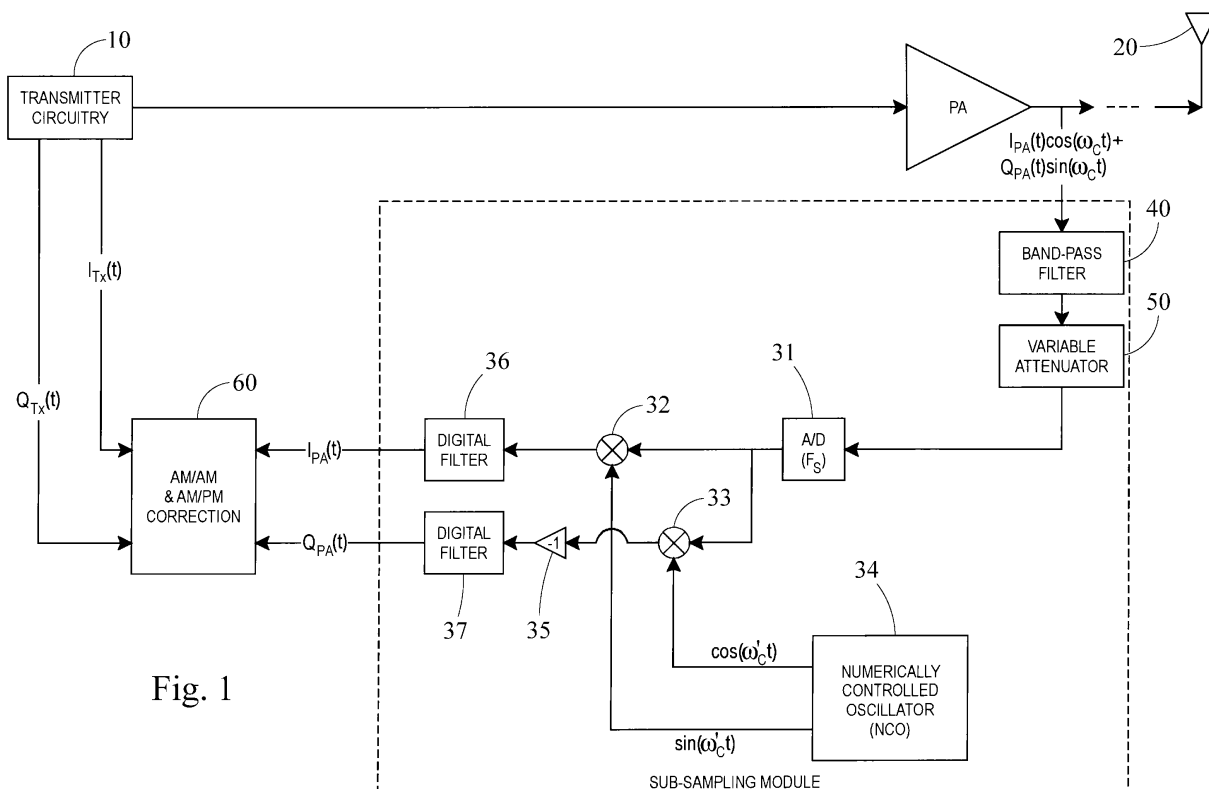 10
TRANSMITTER
CIRCUITRY
PA
20
I_PA(t)cos(ω_C t)+
Q_PA(t)sin(ω_C t)
40
BAND-PASS
FILTER
50
VARIABLE
ATTENUATOR
I_Tx(t)
Q_Tx(t)
60
AM/AM
& AM/PM
CORRECTION
I_PA(t)
Q_PA(t)
36
DIGITAL
FILTER
32
31
A/D
(F_S)
33
DIGITAL
FILTER
37
-1
35
34
NUMERICALLY
CONTROLLED
OSCILLATOR
(NCO)
cos(ω'_C t)
sin(ω'_C t)
Fig. 1
SUB-SAMPLING MODULE